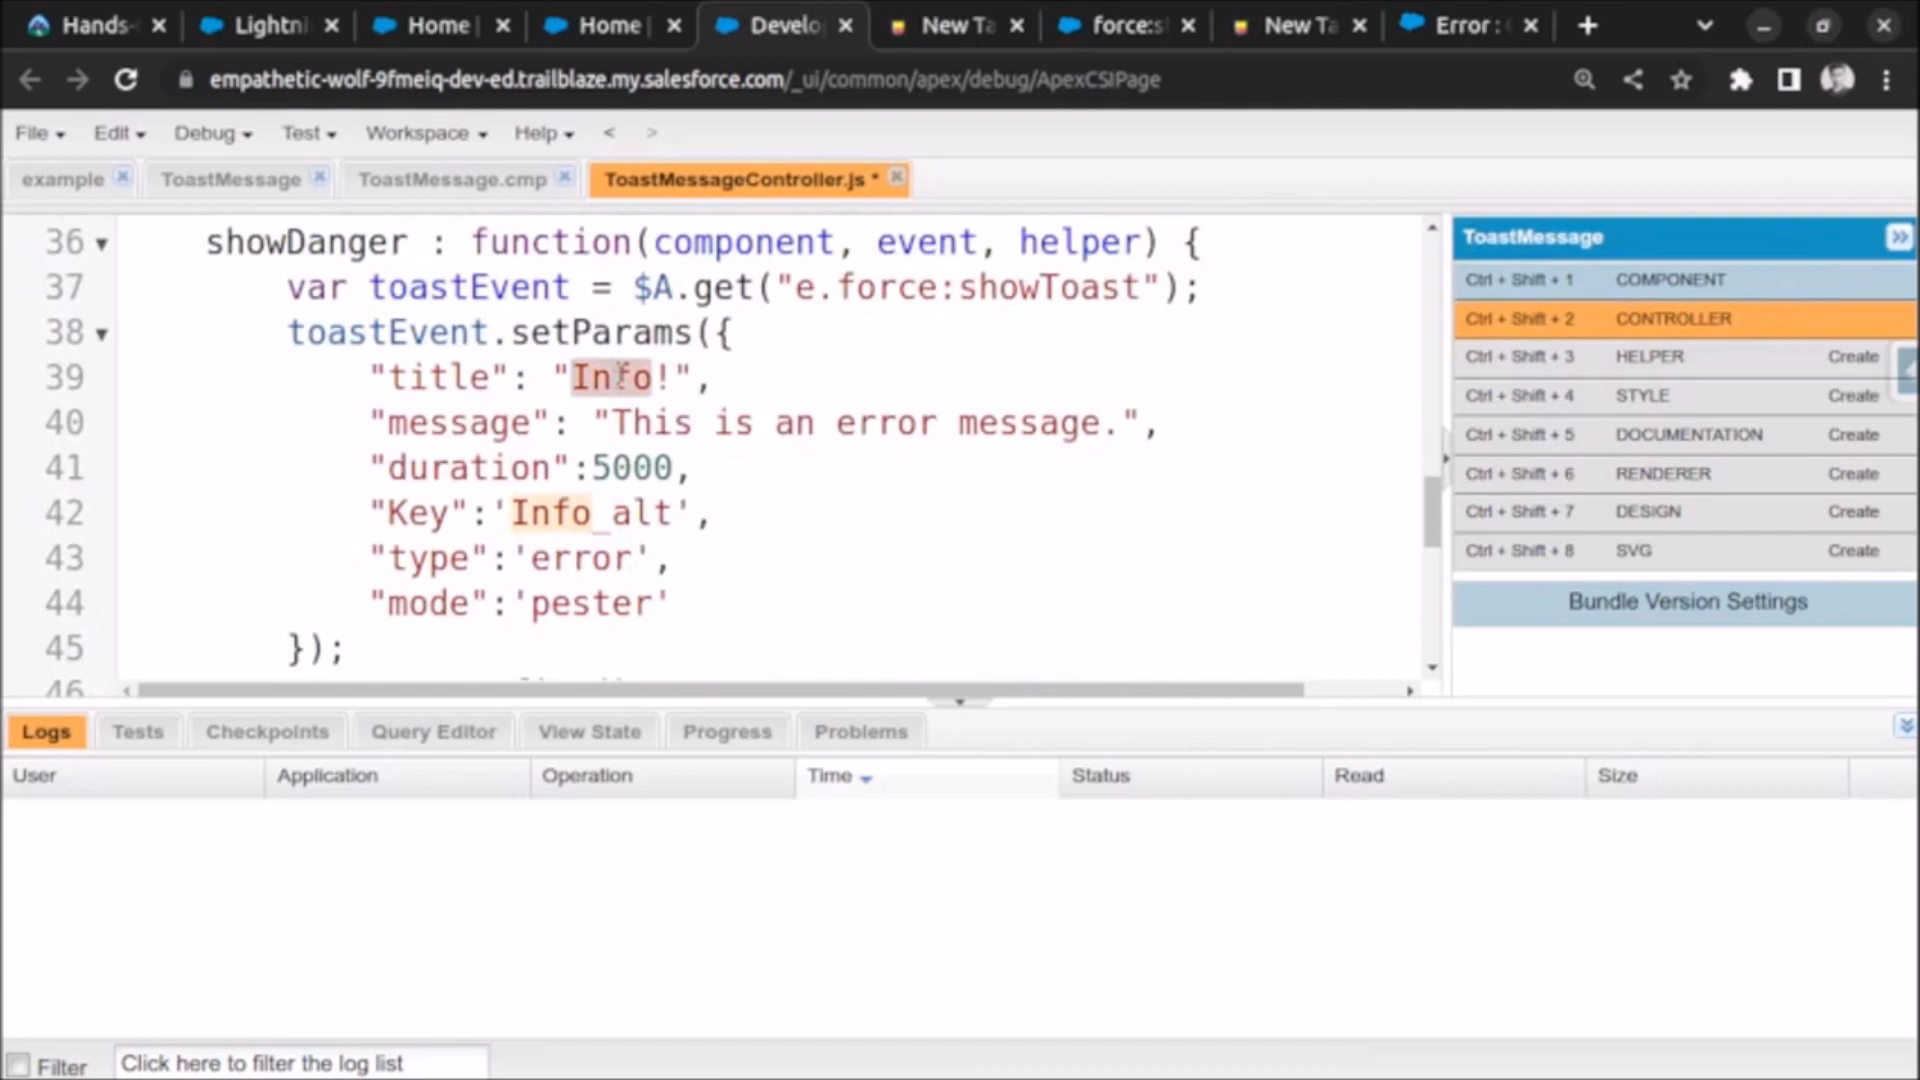 Hands- Lightni Home Home Develo New Ta force:s New Ta Error :
empathetic-wolf-9fmeiq-dev-ed.trailblaze.my.salesforce.com/_ui/common/apex/debug/ApexCSIPage
File Edit Debug Test Workspace Help < >
example ToastMessage ToastMessage.cmp ToastMessageController.js *
36 showDanger : function(component, event, helper) {
37 var toastEvent = $A.get("e.force:showToast");
38 toastEvent.setParams({
39 "title": "Info!",
40 "message": "This is an error message.",
41 "duration":5000,
42 "Key":'Info_alt',
43 "type":'error',
44 "mode":'pester'
45 });
46
ToastMessage
Ctrl + Shift + 1 COMPONENT
Ctrl + Shift + 2 CONTROLLER
Ctrl + Shift + 3 HELPER Create
Ctrl + Shift + 4 STYLE Create
Ctrl + Shift + 5 DOCUMENTATION Create
Ctrl + Shift + 6 RENDERER Create
Ctrl + Shift + 7 DESIGN Create
Ctrl + Shift + 8 SVG Create
Bundle Version Settings
Logs Tests Checkpoints Query Editor View State Progress Problems
User Application Operation Time Status Read Size
Filter Click here to filter the log list